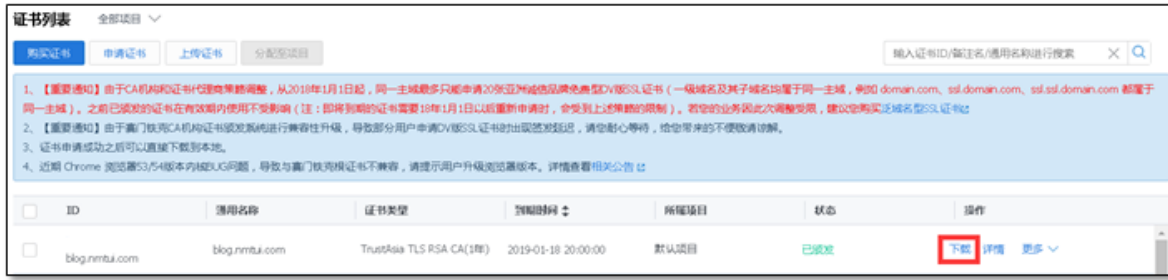 证书列表 全部项目
购买证书 申请证书 上传证书 分配至项目 输入证书ID/备注名/通用名称进行搜索
1、【重要通知】由于CA机构和证书代理商策略调整，从2018年1月1日起，同一主域最多只能申请20张亚洲诚信品牌免费型DV版SSL证书（一级域名及其子域名均属于同一主域，例如 domain.com、ssl.domain.com、ssl.ssl.domain.com 都属于
同一主域）。之前已颁发的证书在有效期内使用不受影响（注：即将到期的证书需要18年1月1日以后重新申请时，会受到上述策略的限制）。若您的业务因此次调整受限，建议您购买泛域名型SSL证书
2、【重要通知】由于赛门铁克CA机构证书颁发系统进行兼容性升级，导致部分用户申请DV版SSL证书时出现签发延迟，请您耐心等待，给您带来的不便敬请谅解。
3、证书申请成功之后可以直接下载到本地。
4、近期 Chrome 浏览器53/54版本内核BUG问题，导致与赛门铁克根证书不兼容，请提示用户升级浏览器版本。详情查看相关公告
ID 通用名称 证书类型 到期时间 所属项目 状态 操作
blog.nmtui.com blog.nmtui.com TrustAsia TLS RSA CA(1年) 2019-01-18 20:00:00 默认项目 已颁发 下载 详情 更多